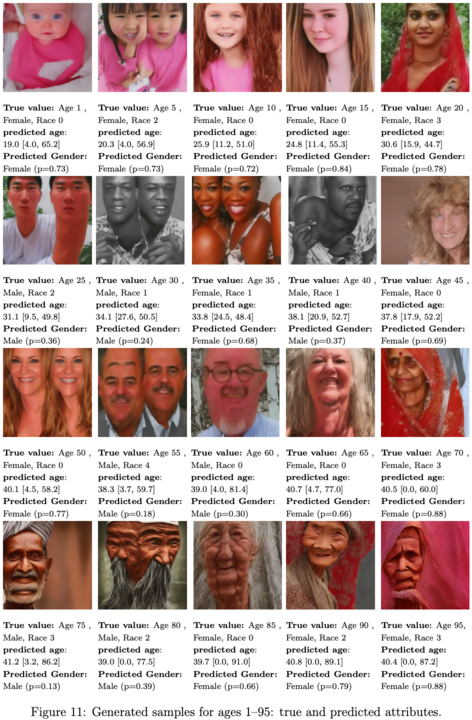 True value: Age 1 ,
Female, Race 0
predicted age:
19.0 [4.0, 65.2]
Predicted Gender:
Female (p=0.73)
True value: Age 5 ,
Female, Race 2
predicted age:
20.3 [4.0, 56.9]
Predicted Gender:
Female (p=0.73)
True value: Age 10 ,
Female, Race 0
predicted age:
25.9 [11.2, 51.0]
Predicted Gender:
Female (p=0.72)
True value: Age 15 ,
Female, Race 0
predicted age:
24.8 [11.4, 55.3]
Predicted Gender:
Female (p=0.84)
True value: Age 20 ,
Female, Race 3
predicted age:
30.6 [15.9, 44.7]
Predicted Gender:
Female (p=0.78)
True value: Age 25 ,
Male, Race 2
predicted age:
31.1 [9.5, 49.8]
Predicted Gender:
Male (p=0.36)
True value: Age 30 ,
Male, Race 1
predicted age:
34.1 [27.6, 50.5]
Predicted Gender:
Male (p=0.24)
True value: Age 35 ,
Female, Race 1
predicted age:
33.8 [24.5, 48.4]
Predicted Gender:
Female (p=0.68)
True value: Age 40 ,
Male, Race 1
predicted age:
38.1 [20.9, 52.7]
Predicted Gender:
Male (p=0.37)
True value: Age 45 ,
Female, Race 0
predicted age:
37.8 [17.9, 52.2]
Predicted Gender:
Female (p=0.69)
True value: Age 50 ,
Female, Race 0
predicted age:
40.1 [4.5, 58.2]
Predicted Gender:
Female (p=0.77)
True value: Age 55 ,
Male, Race 4
predicted age:
38.3 [3.7, 59.7]
Predicted Gender:
Male (p=0.18)
True value: Age 60 ,
Male, Race 0
predicted age:
39.0 [4.0, 81.4]
Predicted Gender:
Male (p=0.30)
True value: Age 65 ,
Female, Race 0
predicted age:
40.7 [4.7, 77.0]
Predicted Gender:
Female (p=0.66)
True value: Age 70 ,
Female, Race 3
predicted age:
40.5 [0.0, 60.0]
Predicted Gender:
Female (p=0.88)
True value: Age 75 ,
Male, Race 3
predicted age:
41.2 [3.2, 86.2]
Predicted Gender:
Male (p=0.13)
True value: Age 80 ,
Male, Race 2
predicted age:
39.0 [0.0, 77.5]
Predicted Gender:
Male (p=0.39)
True value: Age 85 ,
Female, Race 0
predicted age:
39.7 [0.0, 91.0]
Predicted Gender:
Female (p=0.66)
True value: Age 90 ,
Female, Race 2
predicted age:
40.8 [0.0, 89.1]
Predicted Gender:
Female (p=0.79)
True value: Age 95,
Female, Race 3
predicted age:
40.4 [0.0, 87.2]
Predicted Gender:
Female (p=0.88)
Figure 11: Generated samples for ages 1–95: true and predicted attributes.